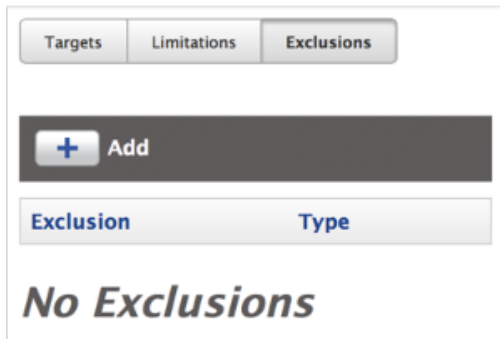 Targets Limitations Exclusions
+ Add
Exclusion Type
No Exclusions